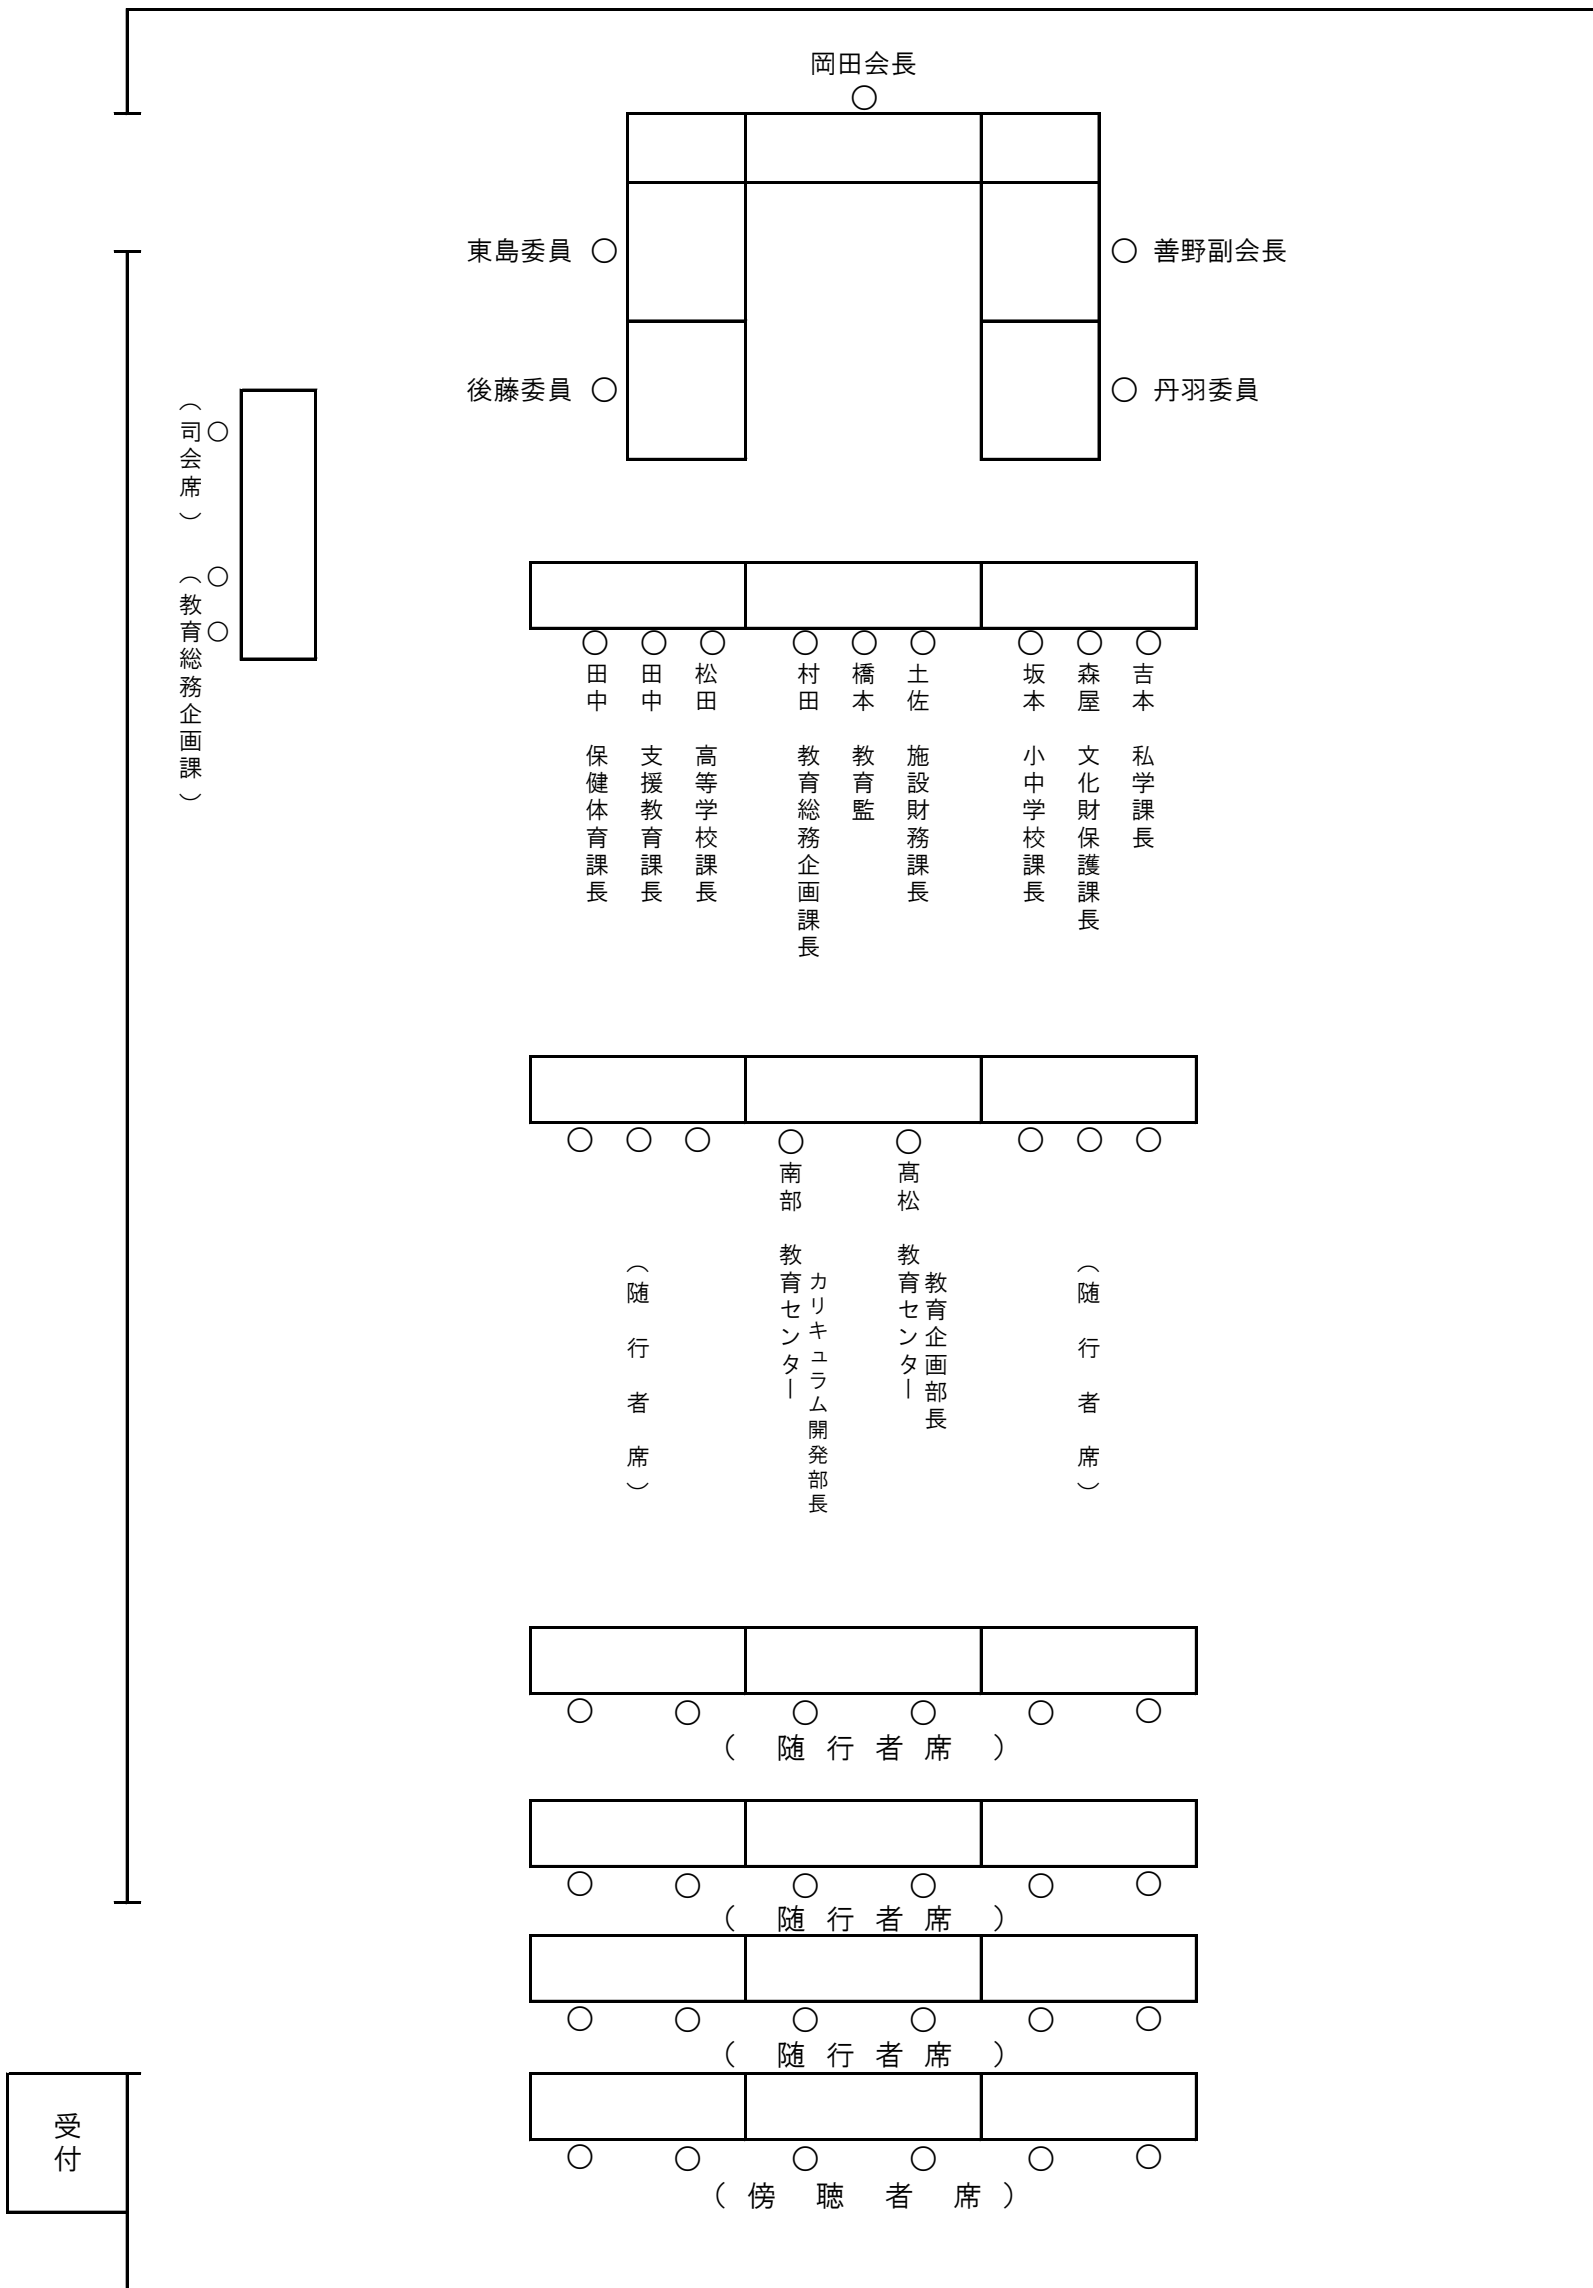 岡田会長
東島委員
善野副会長
後藤委員
丹羽委員
（司会席）
（教育総務企画課）
田中　保健体育課長
田中　支援教育課長
松田　高等学校課長
村田　教育総務企画課長
橋本　教育監
土佐　施設財務課長
坂本　小中学校課長
森屋　文化財保護課長
吉本　私学課長
（随　行　者　席）
南部　教育センター
カリキュラム開発部長
髙松　教育センター
教育企画部長
（随　行　者　席）
（　随 行 者 席　）
（　随 行 者 席　）
（　随 行 者 席　）
受付
（ 傍　聴　者　席 ）